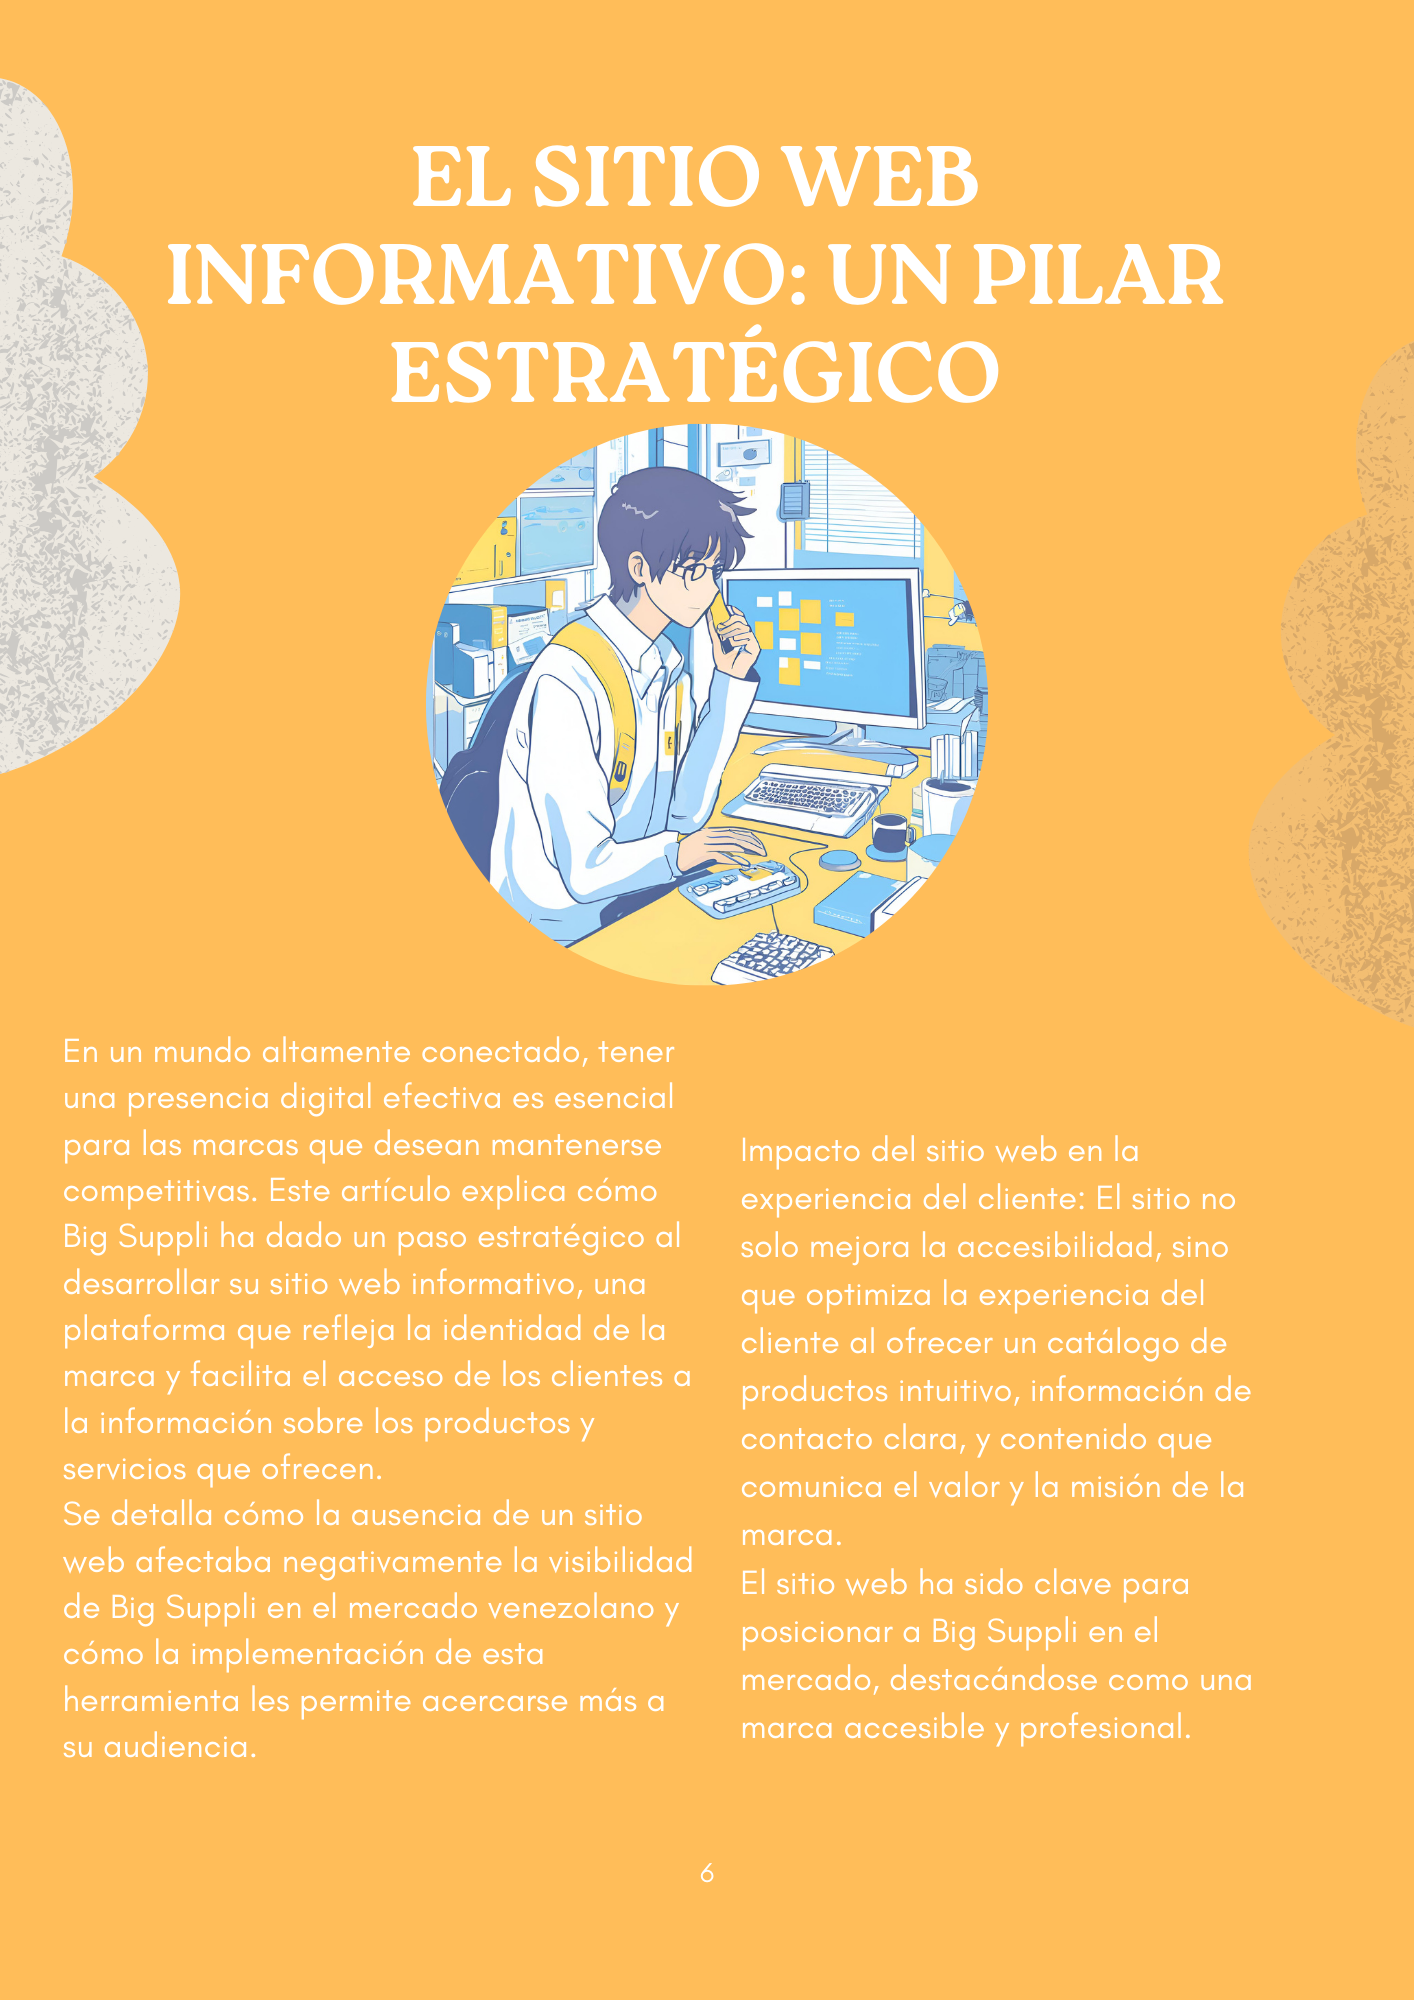 EL SITIO WEB
INFORMATIVO: UN PILAR
ESTRATÉGICO
En un mundo altamente conectado, tener
una presencia digital efectiva es esencial
para las marcas que desean mantenerse
competitivas. Este artículo explica cómo
Big Suppli ha dado un paso estratégico al
desarrollar su sitio web informativo, una
plataforma que refleja la identidad de la
marca y facilita el acceso de los clientes a
la información sobre los productos y
servicios que ofrecen.
Se detalla cómo la ausencia de un sitio
web afectaba negativamente la visibilidad
de Big Suppli en el mercado venezolano y
cómo la implementación de esta
herramienta les permite acercarse más a
su audiencia.
Impacto del sitio web en la
experiencia del cliente: El sitio no
solo mejora la accesibilidad, sino
que optimiza la experiencia del
cliente al ofrecer un catálogo de
productos intuitivo, información de
contacto clara, y contenido que
comunica el valor y la misión de la
marca.
El sitio web ha sido clave para
posicionar a Big Suppli en el
mercado, destacándose como una
marca accesible y profesional.
6